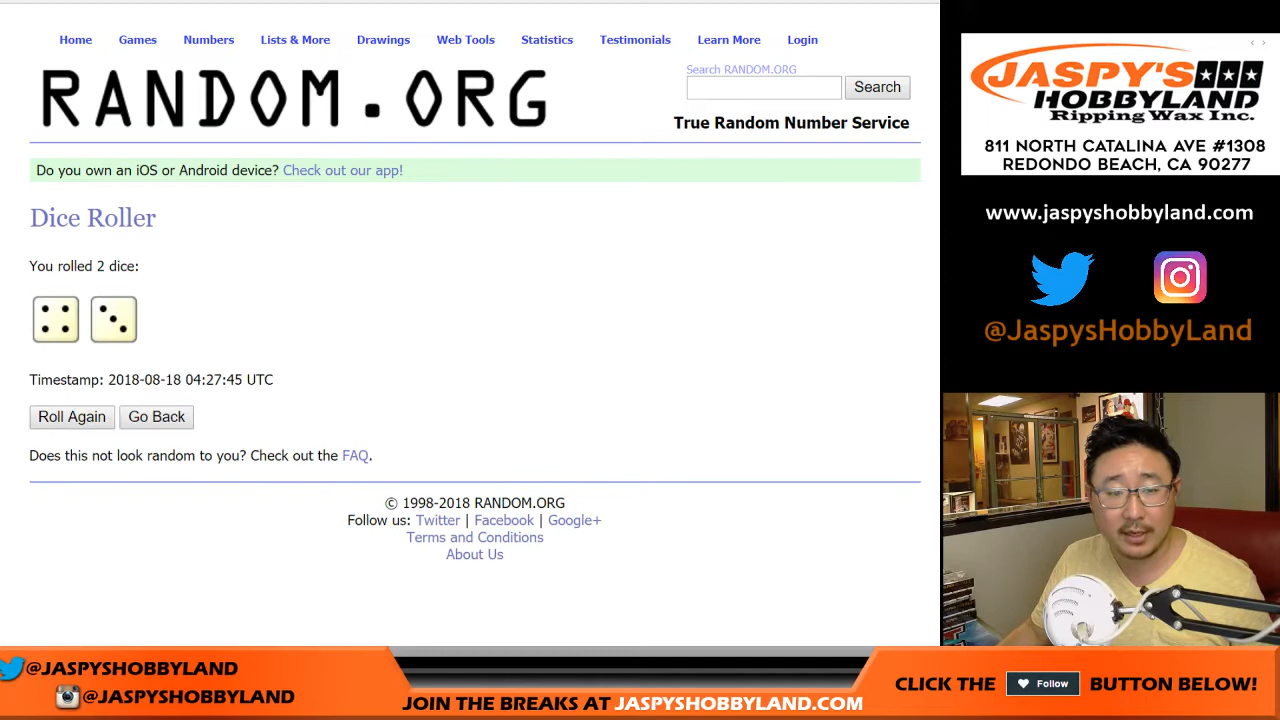 Home Games Numbers Lists & More Drawings Web Tools Statistics Testimonials Learn More Login
RANDOM.ORG
Search RANDOM.ORG
Search
True Random Number Service
Do you own an iOS or Android device? Check out our app!
Dice Roller
You rolled 2 dice:
Timestamp: 2018-08-18 04:27:45 UTC
Roll Again Go Back
Does this not look random to you? Check out the FAQ.
© 1998-2018 RANDOM.ORG
Follow us: Twitter | Facebook | Google+
Terms and Conditions
About Us
JASPY'S
HOBBYLAND
Ripping Wax Inc.
811 NORTH CATALINA AVE #1308
REDONDO BEACH, CA 90277
www.jaspyshobbyland.com
@JaspysHobbyLand
@JASPYSHOBBYLAND
@JASPYSHOBBYLAND
JOIN THE BREAKS AT JASPYSHOBBYLAND.COM
CLICK THE Follow BUTTON BELOW!